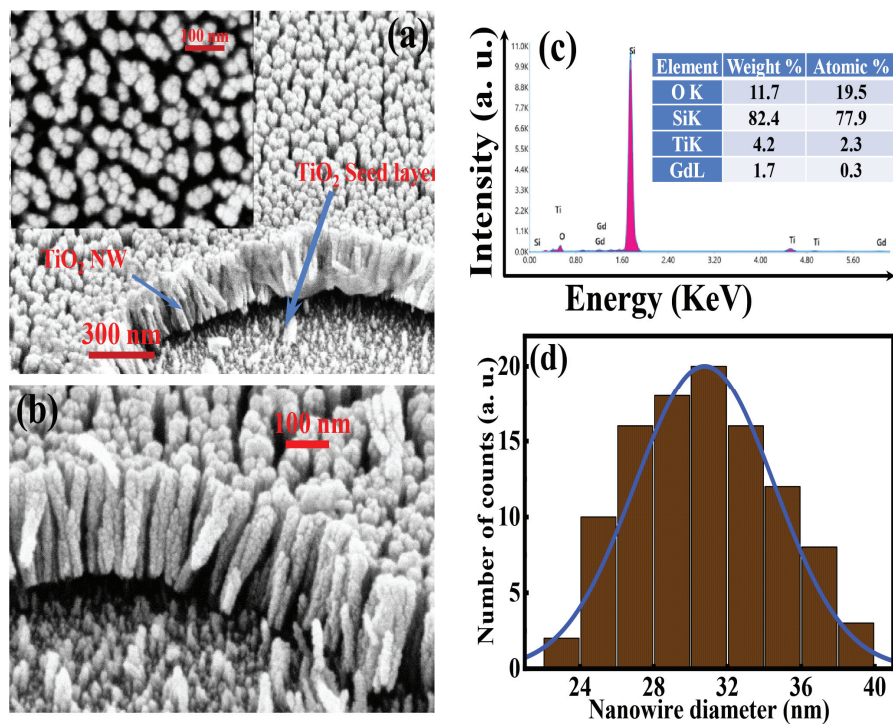 (a)
100 nm
TiO2 Seed layer
TiO2 NW
300 nm
(b)
100 nm
(c)
Intensity (a. u.)
11.0K
9.9K
8.8K
7.7K
6.6K
5.5K
4.4K
3.3K
2.2K
1.1K
0.0K
Si
Ti
O
Si
Gd
Gd
Ti
Ti
Gd
0.00 0.80 1.60 2.40 3.20 4.00 4.80 5.60
Energy (KeV)
Element Weight % Atomic %
O K 11.7 19.5
SiK 82.4 77.9
TiK 4.2 2.3
GdL 1.7 0.3
(d)
Number of counts (a. u.)
20
15
10
5
0
24 28 32 36 40
Nanowire diameter (nm)